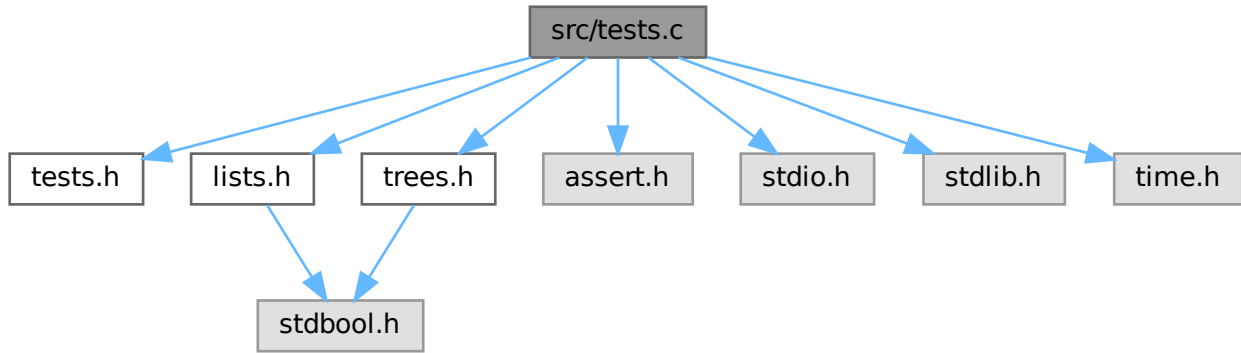 src/tests.c
tests.h
lists.h
trees.h
assert.h
stdio.h
stdlib.h
time.h
stdbool.h